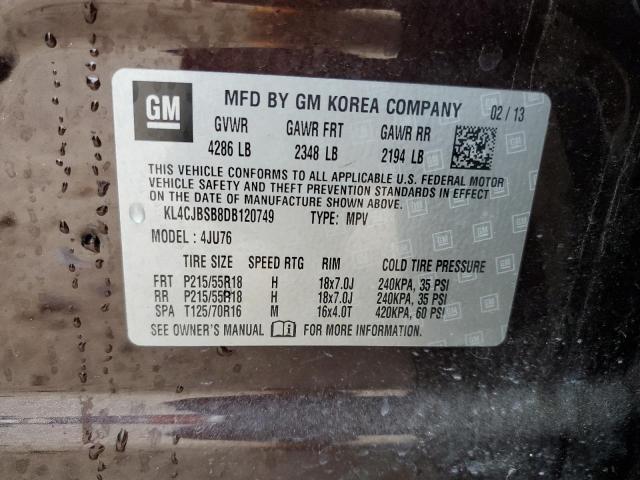 GM
MFD BY GM KOREA COMPANY 02/13
GVWR GAWR FRT GAWR RR
4286 LB 2348 LB 2194 LB
THIS VEHICLE CONFORMS TO ALL APPLICABLE U.S. FEDERAL MOTOR
VEHICLE SAFETY AND THEFT PREVENTION STANDARDS IN EFFECT
ON THE DATE OF MANUFACTURE SHOWN ABOVE.
KL4CJBSB8DB120749 TYPE: MPV
MODEL: 4JU76
TIRE SIZE SPEED RTG RIM COLD TIRE PRESSURE
FRT P215/55R18 H 18x7.0J 240KPA, 35 PSI
RR P215/55R18 H 18x7.0J 240KPA, 35 PSI
SPA T125/70R16 M 16x4.0T 420KPA, 60 PSI
SEE OWNER'S MANUAL FOR MORE INFORMATION.